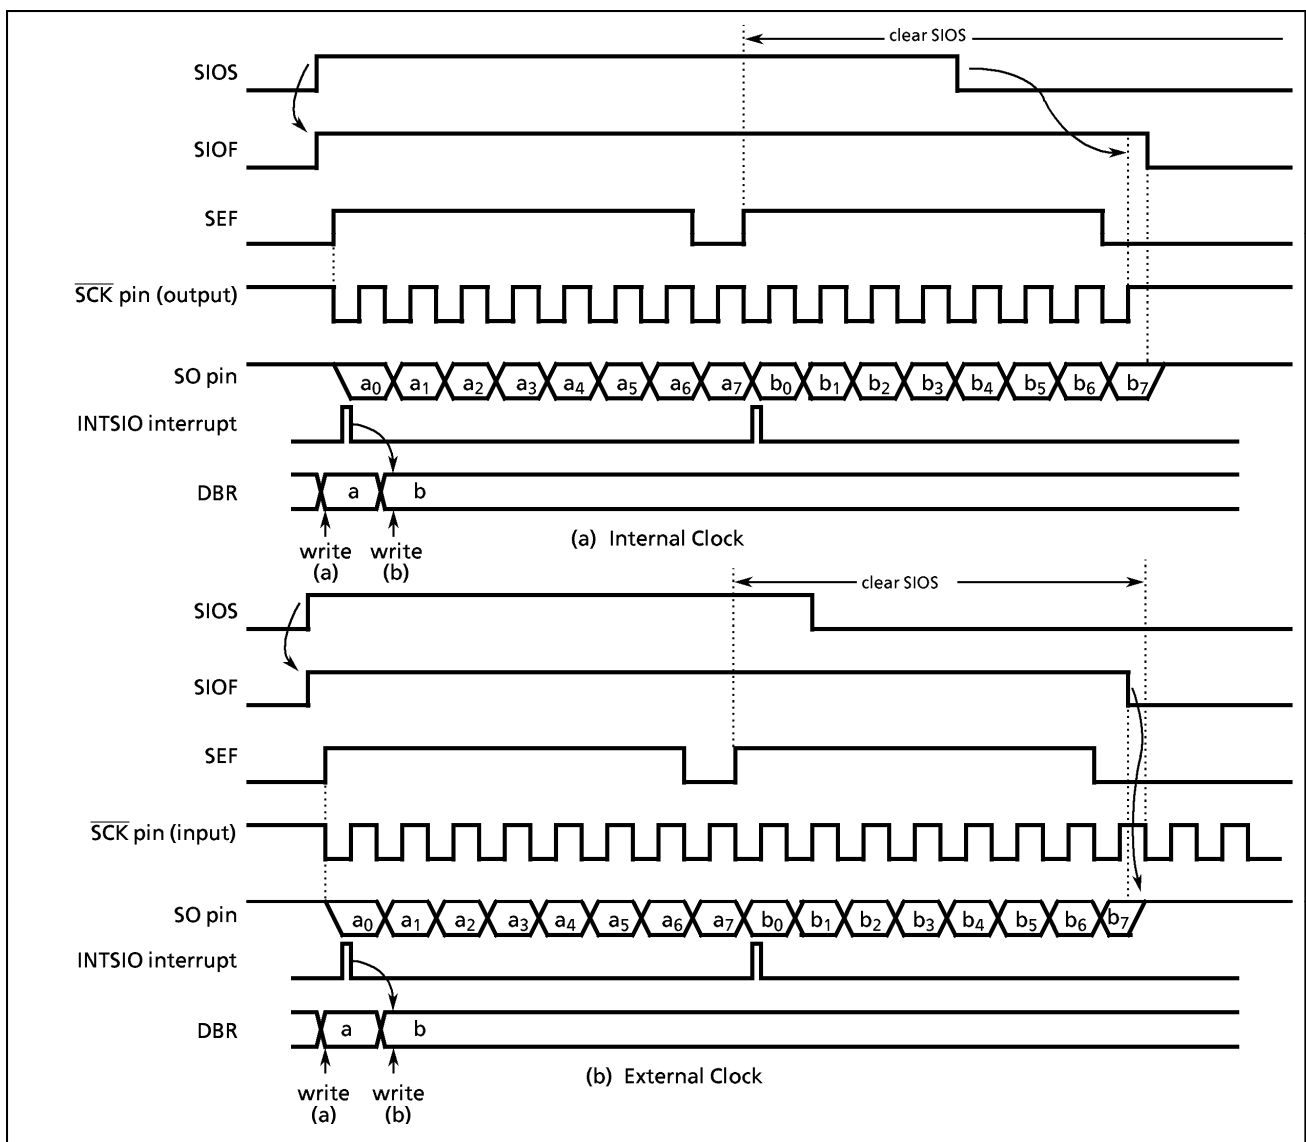 clear SIOS
SIOS
SIOF
SEF
SCK pin (output)
SO pin a0 a1 a2 a3 a4 a5 a6 a7 b0 b1 b2 b3 b4 b5 b6 b7
INTSIO interrupt
DBR a b
(a) Internal Clock
write write
(a) (b)
clear SIOS
SIOS
SIOF
SEF
SCK pin (input)
SO pin a0 a1 a2 a3 a4 a5 a6 a7 b0 b1 b2 b3 b4 b5 b6 b7
INTSIO interrupt
DBR a b
(b) External Clock
write write
(a) (b)